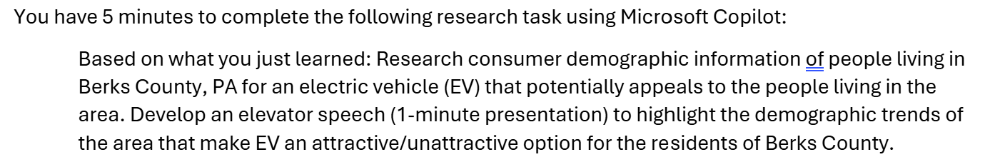 You have 5 minutes to complete the following research task using Microsoft Copilot:
Based on what you just learned: Research consumer demographic information of people living in
Berks County, PA for an electric vehicle (EV) that potentially appeals to the people living in the
area. Develop an elevator speech (1-minute presentation) to highlight the demographic trends of
the area that make EV an attractive/unattractive option for the residents of Berks County.